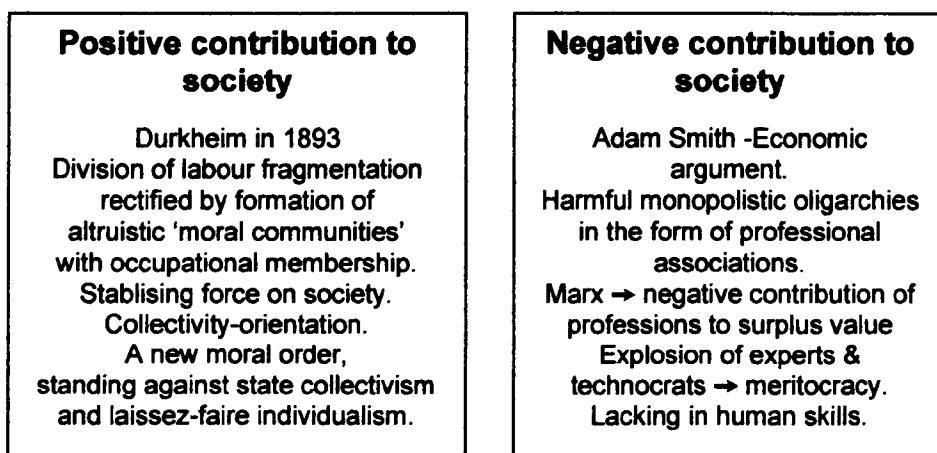 Positive contribution to
society
Durkheim in 1893
Division of labour fragmentation
rectified by formation of
altruistic 'moral communities'
with occupational membership.
Stablising force on society.
Collectivity-orientation.
A new moral order,
standing against state collectivism
and laissez-faire individualism.
Negative contribution to
society
Adam Smith -Economic
argument.
Harmful monopolistic oligarchies
in the form of professional
associations.
Marx → negative contribution of
professions to surplus value
Explosion of experts &
technocrats → meritocracy.
Lacking in human skills.